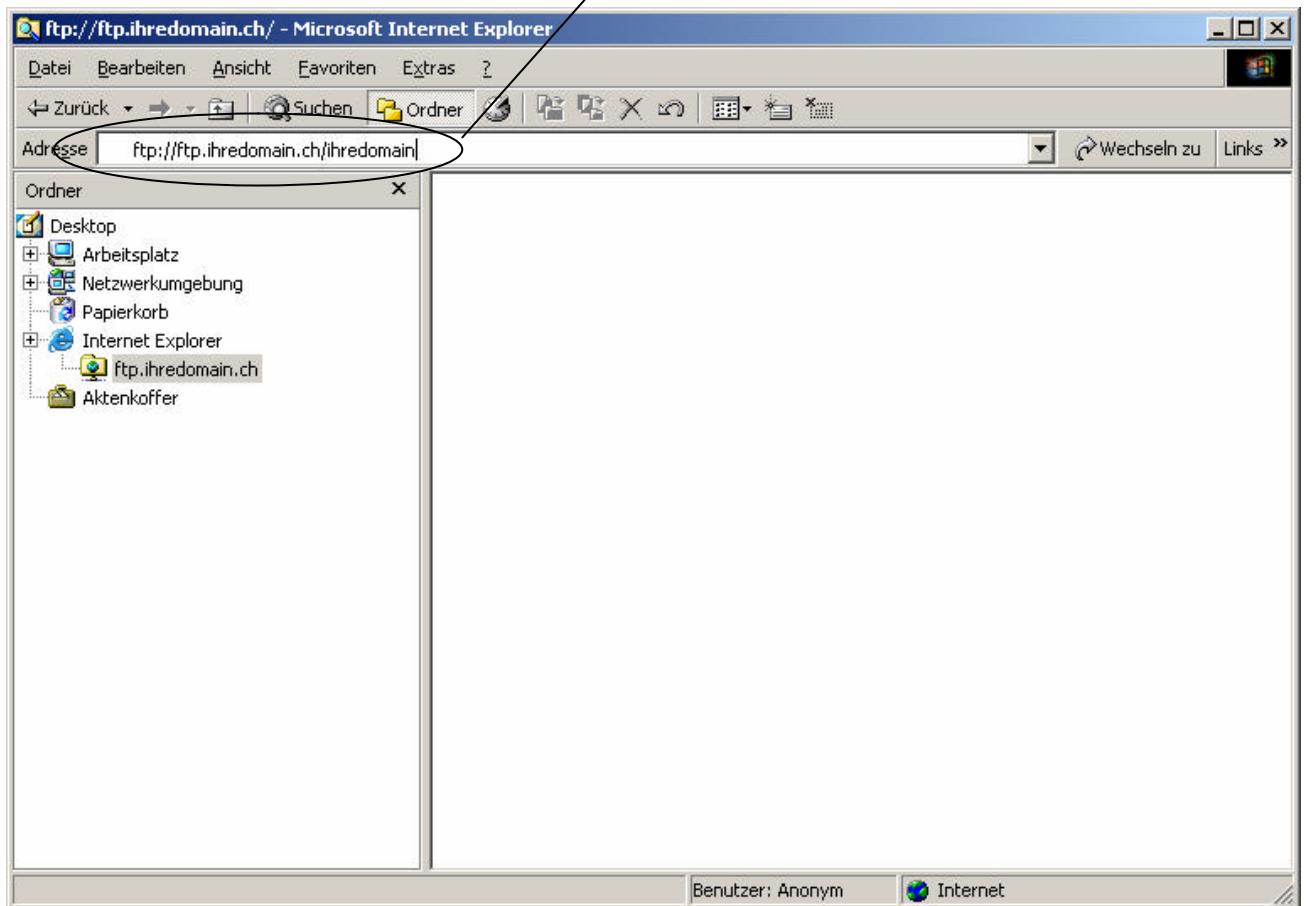 ftp://ftp.ihredomain.ch/ - Microsoft Internet Explorer
Datei Bearbeiten Ansicht Favoriten Extras ?
Zurück Suchen Ordner
Adresse ftp://ftp.ihredomain.ch/ihredomain Wechseln zu Links »
Ordner
Desktop
Arbeitsplatz
Netzwerkumgebung
Papierkorb
Internet Explorer
ftp.ihredomain.ch
Aktenkoffer
Benutzer: Anonym Internet